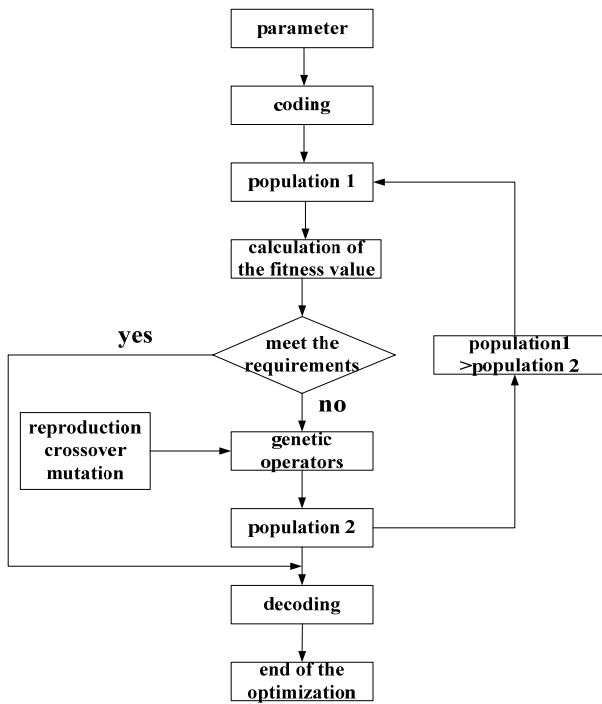 parameter
coding
population 1
calculation of
the fitness value
yes
meet the
requirements
population1
>population 2
no
reproduction
crossover
mutation
genetic
operators
population 2
decoding
end of the
optimization